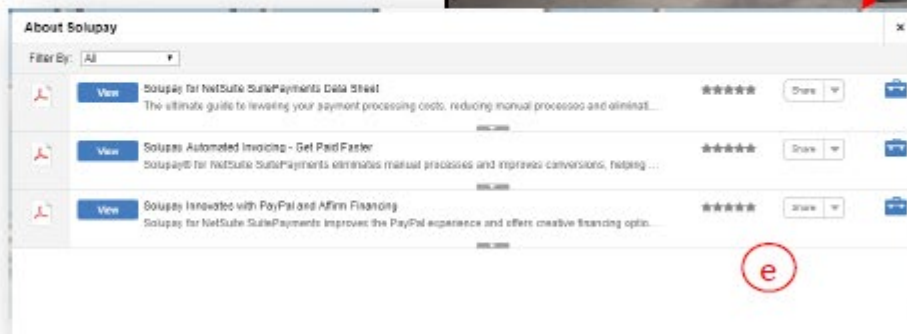 About Solupay
×
Filter By: All
View Solupay for NetSuite SuitePayments Data Sheet Share
The ultimate guide to lowering your payment processing costs, reducing manual processes and eliminati...
View Solupay Automated Invoicing - Get Paid Faster Share
Solupay® for NetSuite SuitePayments eliminates manual processes and improves conversions, helping ...
View Solupay Innovates with PayPal and Affirm Financing Share
Solupay for NetSuite SuitePayments improves the PayPal experience and offers creative financing optio...
e